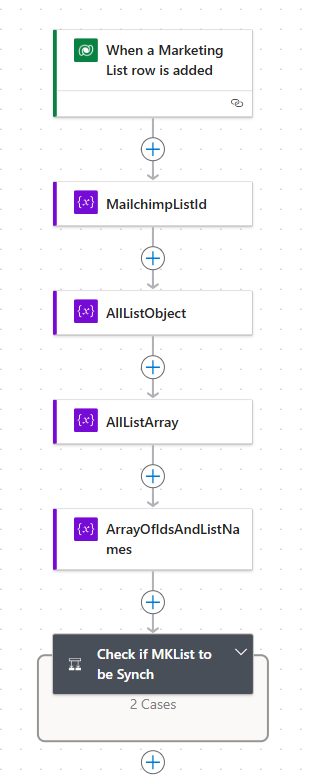 When a Marketing
List row is added
{x}
MailchimpListId
{x}
AllListObject
{x}
AllListArray
{x}
ArrayOfIdsAndListNa
mes
Check if MKList to
be Synch
2 Cases